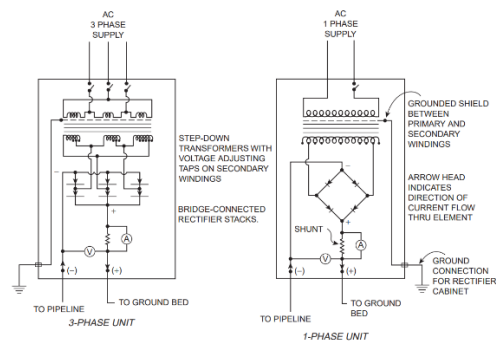 AC
3 PHASE
SUPPLY
STEP-DOWN
TRANSFORMERS WITH
VOLTAGE ADJUSTING
TAPS ON SECONDARY
WINDINGS
BRIDGE-CONNECTED
RECTIFIER STACKS.
−
+
A
V
(−)
(+)
TO PIPELINE
TO GROUND BED
3-PHASE UNIT
AC
1 PHASE
SUPPLY
GROUNDED SHIELD
BETWEEN
PRIMARY AND
SECONDARY
WINDINGS
ARROW HEAD
INDICATES
DIRECTION OF
CURRENT FLOW
THRU ELEMENT
−
+
SHUNT
A
V
(−)
(+)
GROUND
CONNECTION
FOR RECTIFIER
CABINET
TO PIPELINE
TO GROUND
BED
1-PHASE UNIT